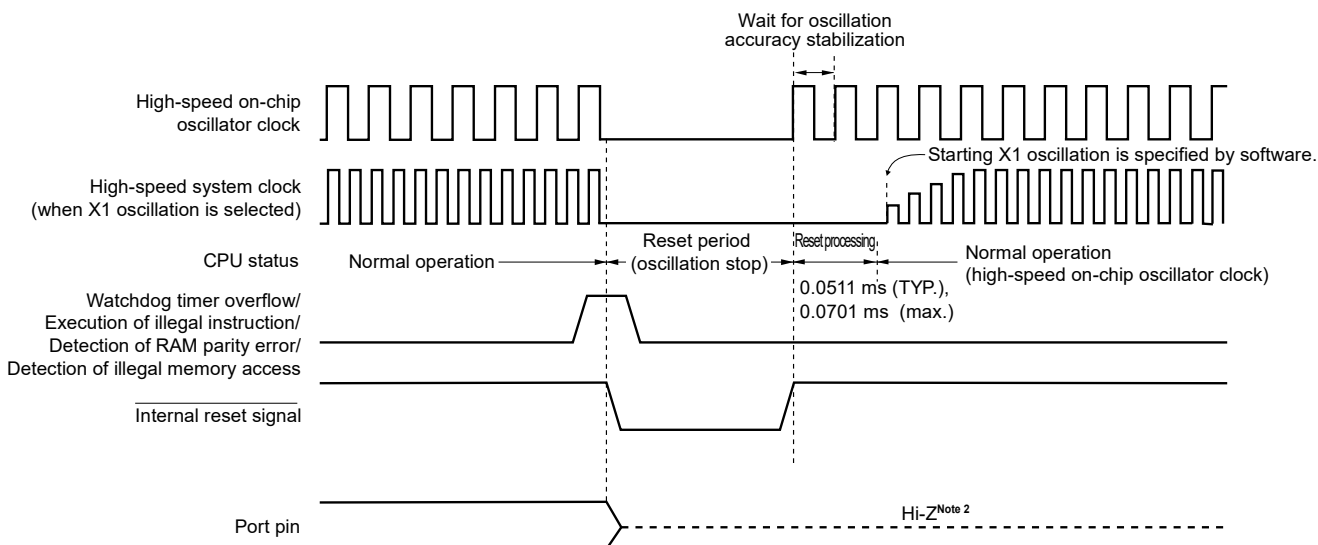 Wait for oscillation
accuracy stabilization
High-speed on-chip
oscillator clock
Starting X1 oscillation is specified by software.
High-speed system clock
(when X1 oscillation is selected)
CPU status
Normal operation
Reset period
(oscillation stop)
Reset processing
Normal operation
(high-speed on-chip oscillator clock)
0.0511 ms (TYP.),
0.0701 ms (max.)
Watchdog timer overflow/
Execution of illegal instruction/
Detection of RAM parity error/
Detection of illegal memory access
Internal reset signal
Port pin
Hi-Z Note 2